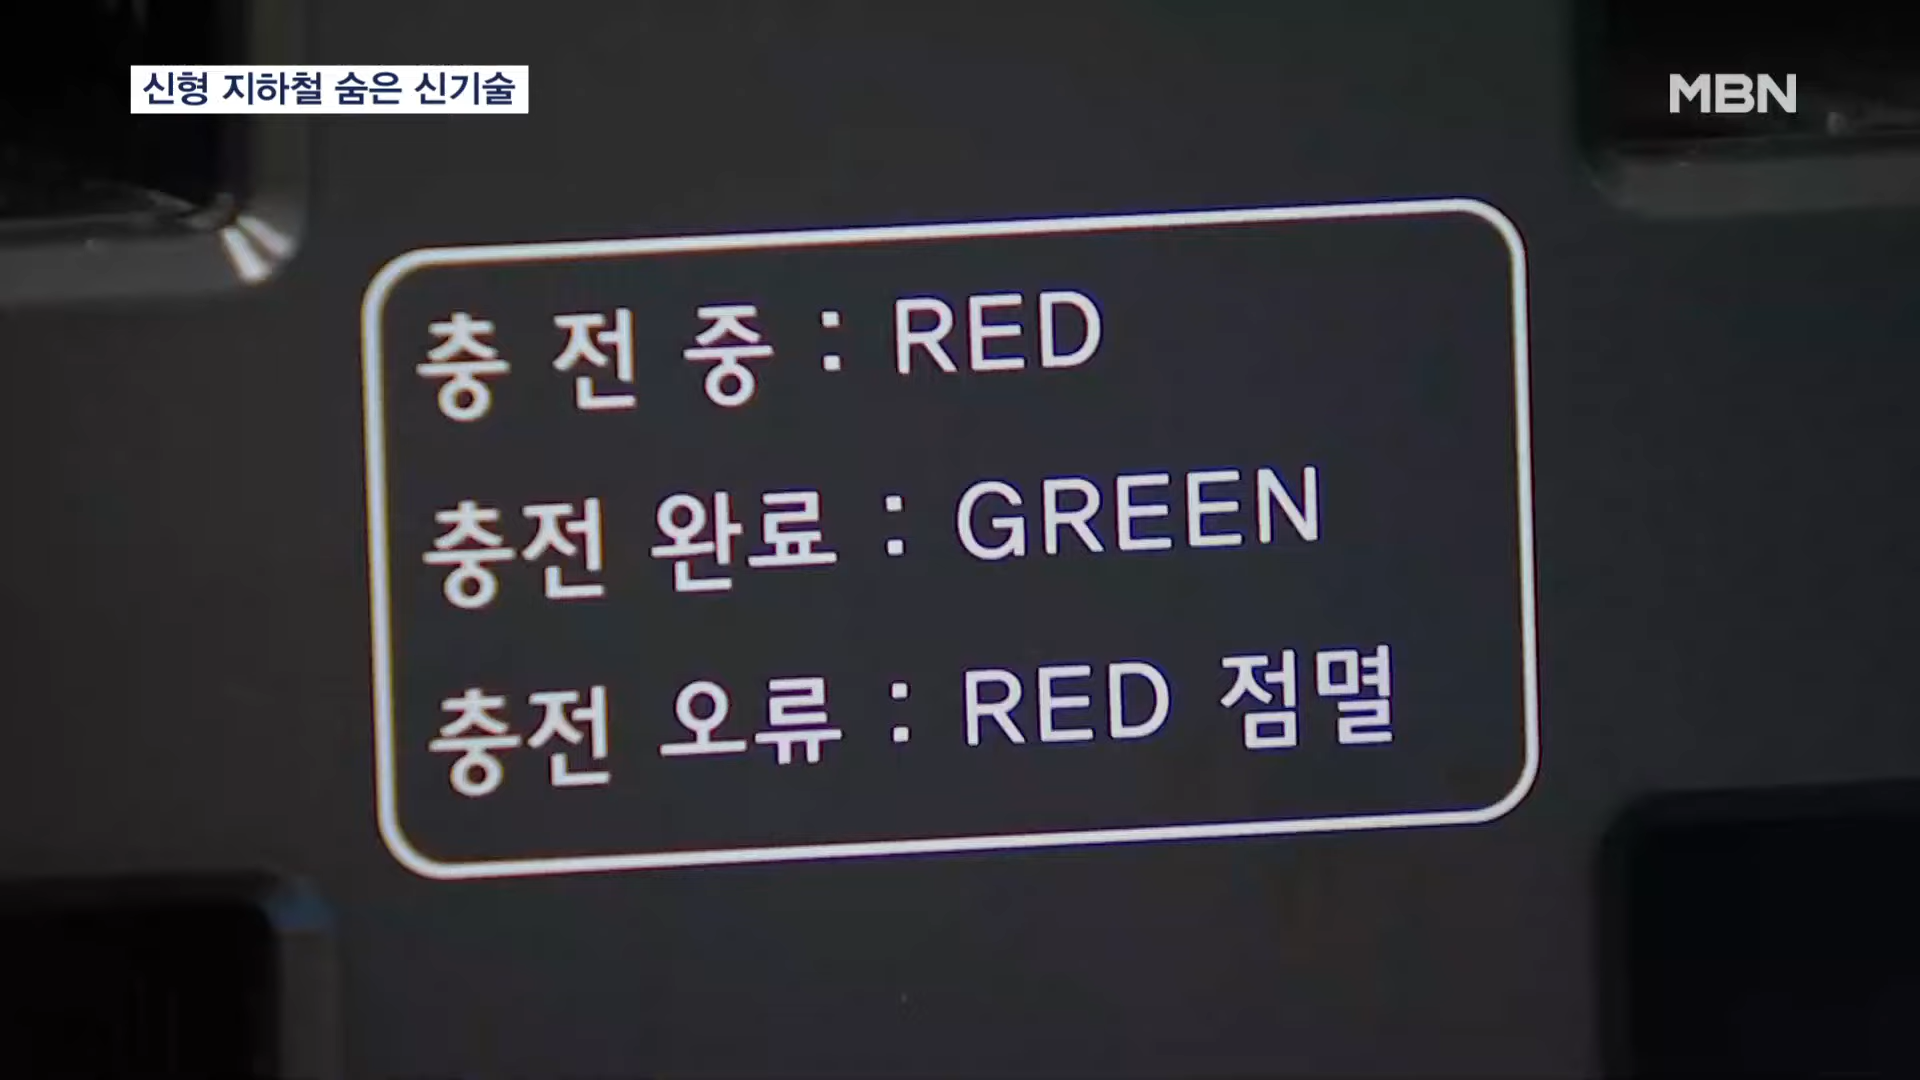 신형 지하철 숨은 신기술
MBN
충 전 중 : RED
충전 완료 : GREEN
충전 오류 : RED 점멸